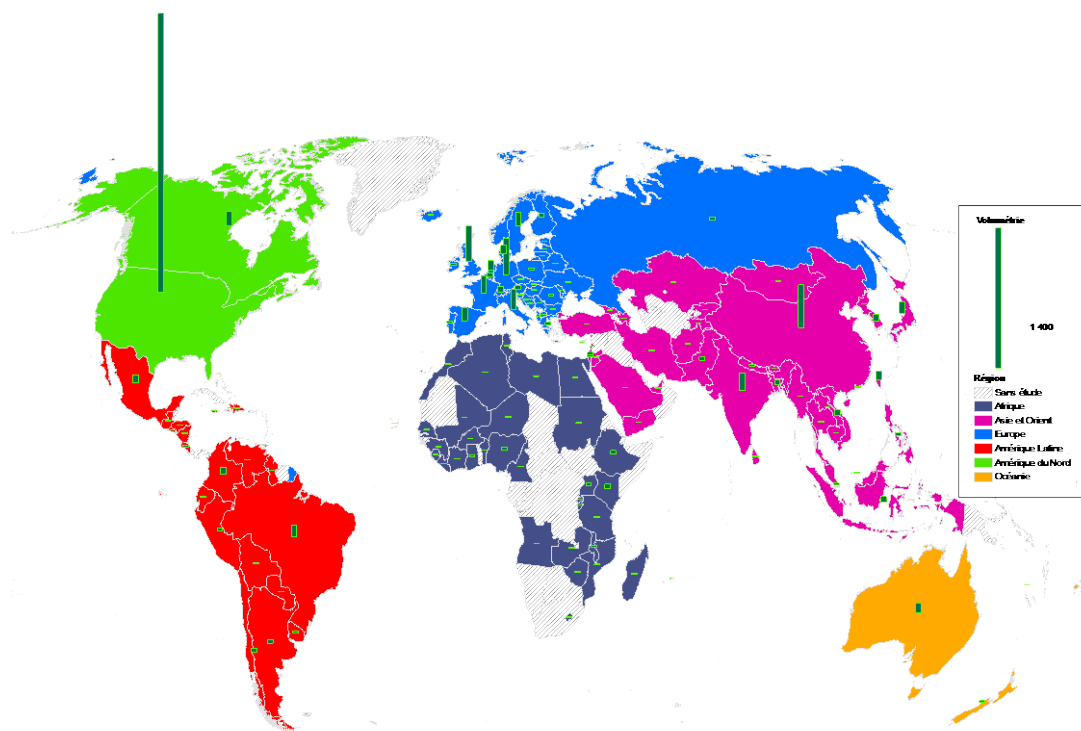 Volumétrie
1 400
Région
Sans étude
Afrique
Asie et Orient
Europe
Amérique Latine
Amérique du Nord
Océanie